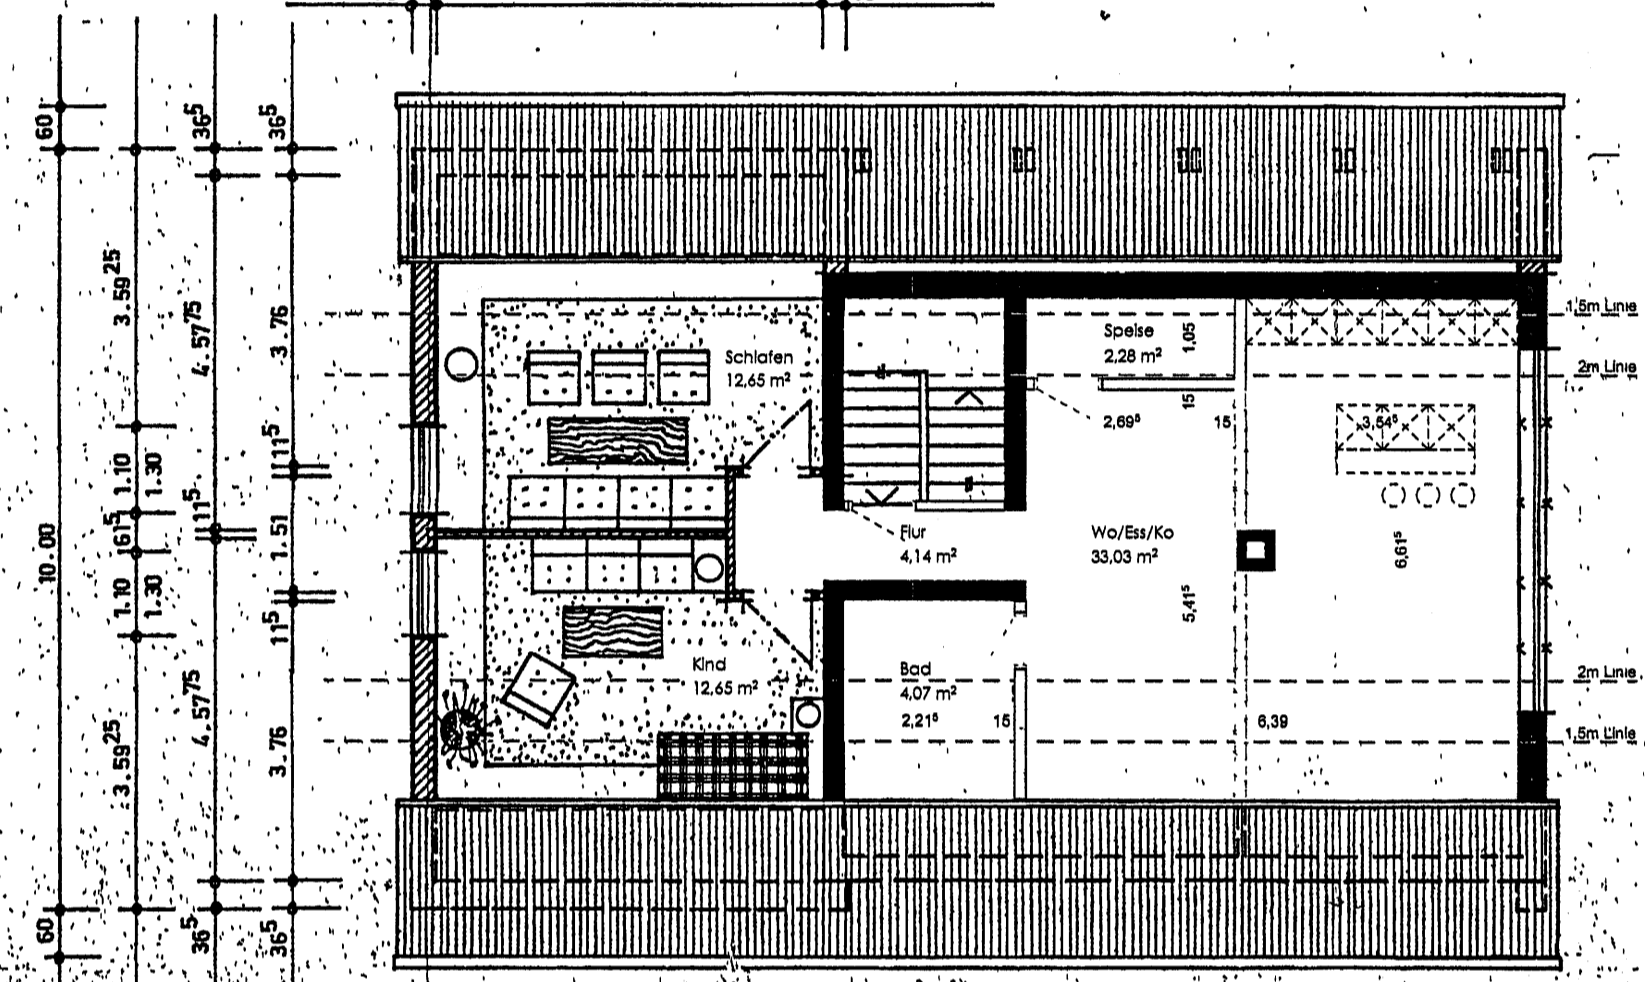 60
10.00
60
3.59²⁵
1.10
1.30
61⁵
1.10
1.30
3.59²⁵
36⁵
4.57⁷⁵
11⁵
4.57⁷⁵
36⁵
36⁵
3.76
11⁵
1.51
11⁵
3.76
36⁵
Schlafen
12,65 m²
Kind
12,65 m²
Flur
4,14 m²
Bad
4,07 m²
2,21⁵
15
Speise
2,28 m²
1,05
15
2,69⁵
15
Wo/Ess/Ko
33,03 m²
5,41⁵
3,54⁵
6,61⁵
6,39
1,5m Linie
2m Linie
2m Linie
1,5m Linie